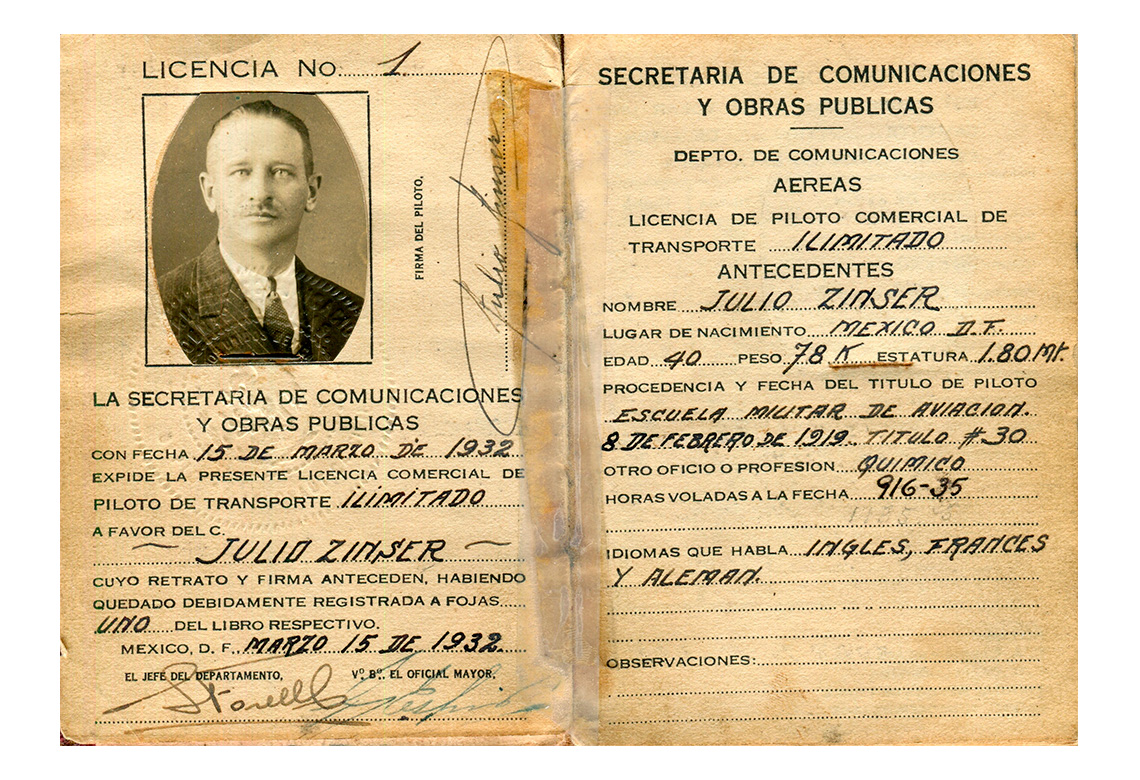 LICENCIA No. 1
FIRMA DEL PILOTO.
Julio Zinser
LA SECRETARIA DE COMUNICACIONES
Y OBRAS PUBLICAS
CON FECHA 15 DE MARZO DE 1932
EXPIDE LA PRESENTE LICENCIA COMERCIAL DE
PILOTO DE TRANSPORTE ILIMITADO
A FAVOR DEL C.
JULIO ZINSER
CUYO RETRATO Y FIRMA ANTECEDEN, HABIENDO
QUEDADO DEBIDAMENTE REGISTRADA A FOJAS
UNO DEL LIBRO RESPECTIVO.
MEXICO, D. F., MARZO 15 DE 1932.
EL JEFE DEL DEPARTAMENTO, Vº Bº. EL OFICIAL MAYOR,
SECRETARIA DE COMUNICACIONES
Y OBRAS PUBLICAS
DEPTO. DE COMUNICACIONES
AEREAS
LICENCIA DE PILOTO COMERCIAL DE
TRANSPORTE ILIMITADO
ANTECEDENTES
NOMBRE JULIO ZINSER
LUGAR DE NACIMIENTO MEXICO D.F.
EDAD 40 PESO 78 K ESTATURA 1.80 Mt.
PROCEDENCIA Y FECHA DEL TITULO DE PILOTO
ESCUELA MILITAR DE AVIACION.
8 DE FEBRERO DE 1919. TITULO # 30
OTRO OFICIO O PROFESION QUIMICO
HORAS VOLADAS A LA FECHA 916-35
IDIOMAS QUE HABLA INGLES, FRANCES
Y ALEMAN.
OBSERVACIONES: